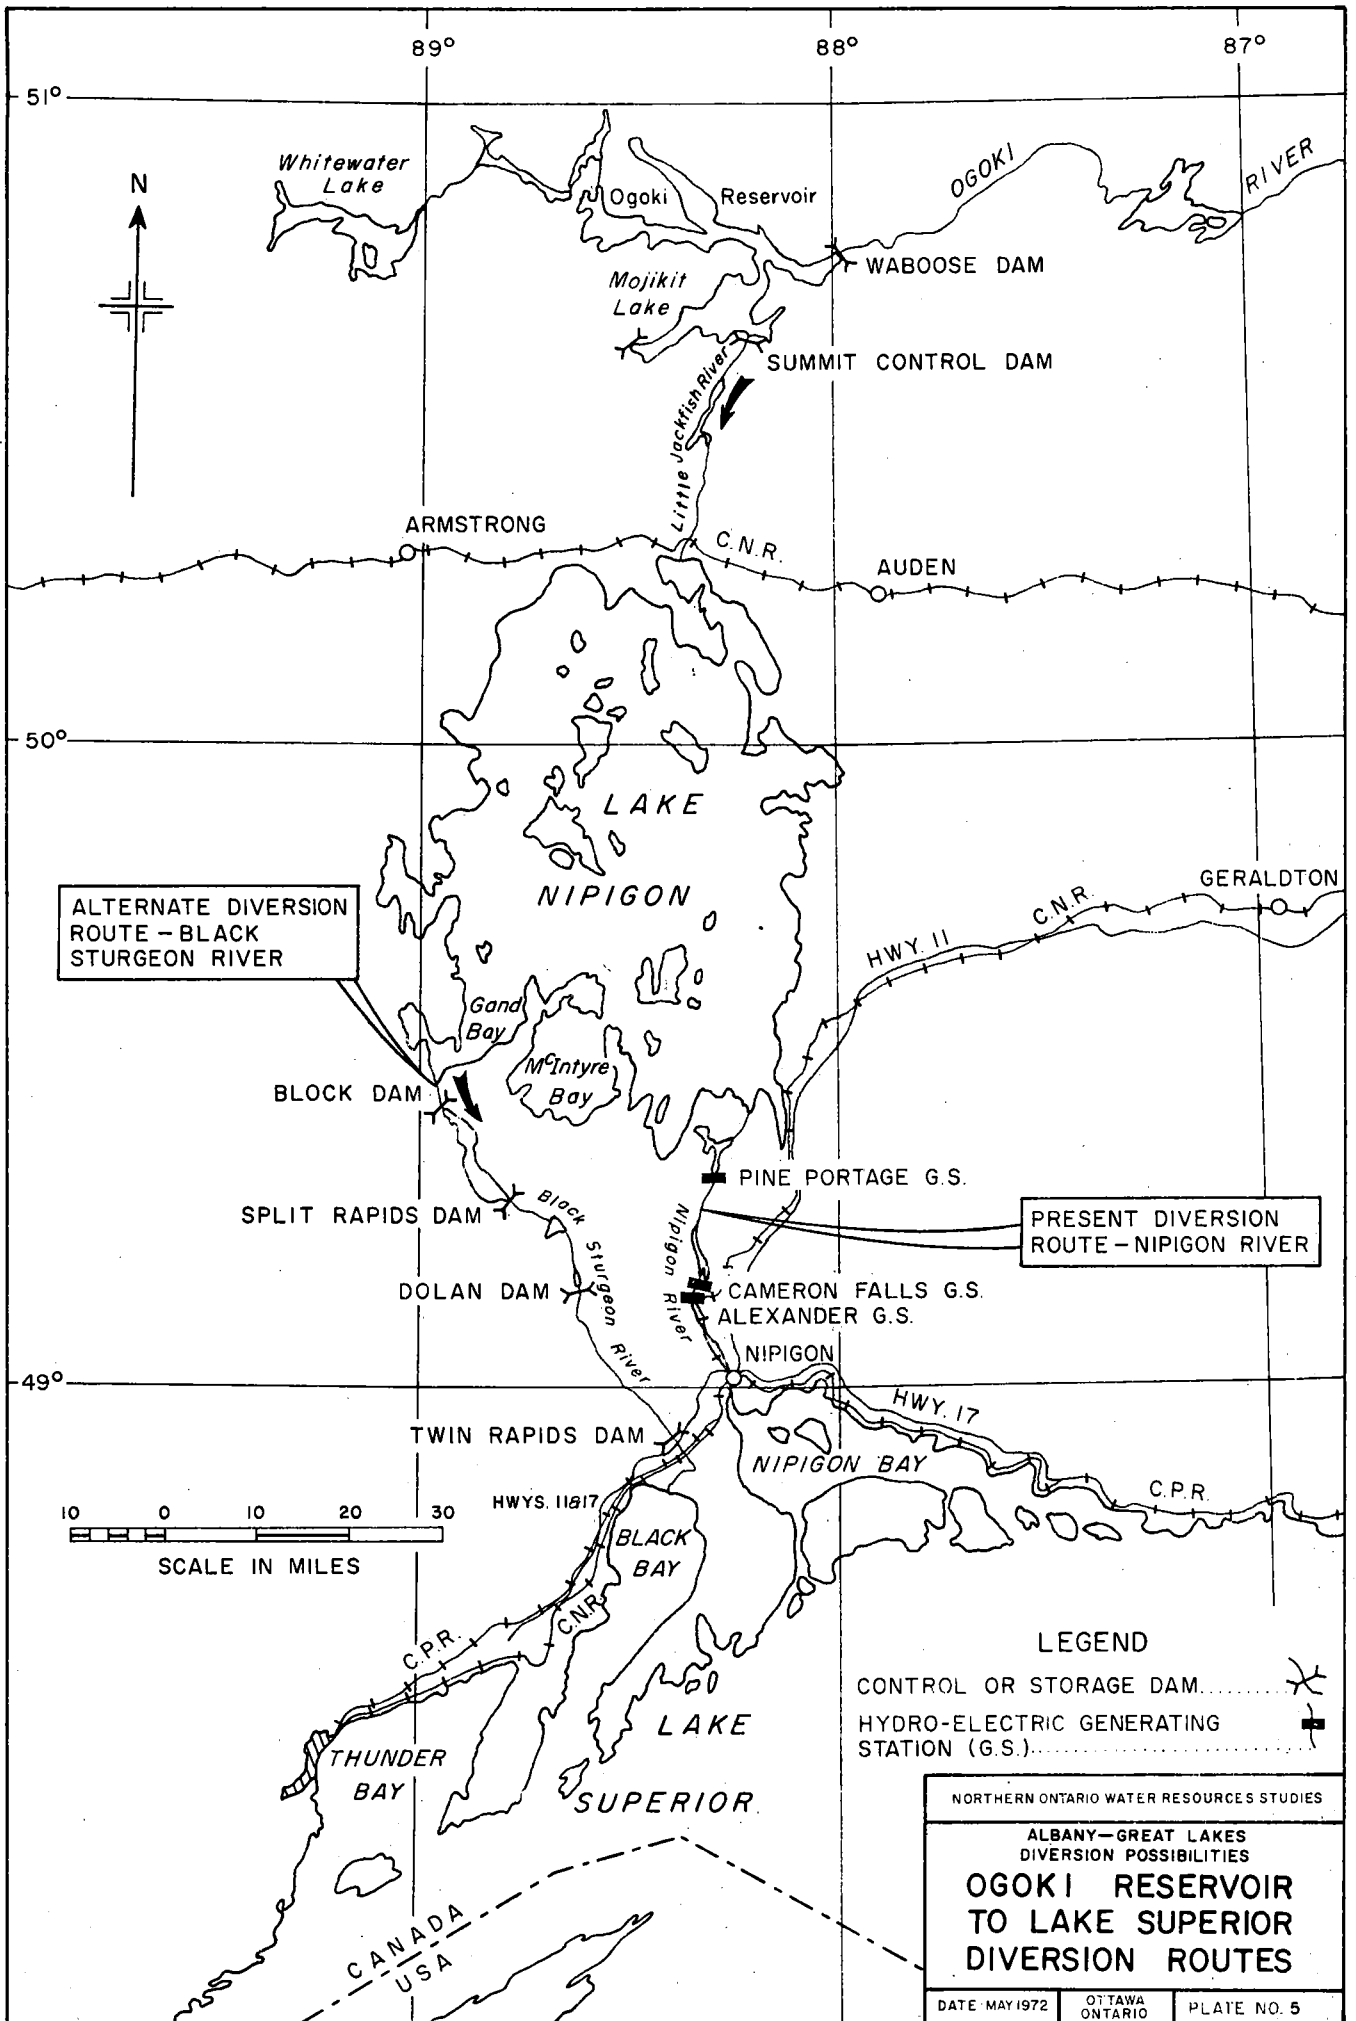 89°
88°
87°
51°
Whitewater
Lake
N
Ogoki
Reservoir
OGOKI
RIVER
WABOOSE DAM
Mojikit
Lake
SUMMIT CONTROL DAM
Little Jackfish River
ARMSTRONG
C.N.R.
AUDEN
50°
LAKE
NIPIGON
GERALDTON
C.N.R.
HWY. 11
ALTERNATE DIVERSION
ROUTE - BLACK
STURGEON RIVER
Gand
Bay
McIntyre
Bay
BLOCK DAM
PINE PORTAGE G.S.
SPLIT RAPIDS DAM
Black Sturgeon River
Nipigon River
PRESENT DIVERSION
ROUTE - NIPIGON RIVER
DOLAN DAM
CAMERON FALLS G.S.
ALEXANDER G.S.
NIPIGON
49°
HWY. 17
TWIN RAPIDS DAM
NIPIGON BAY
C.P.R.
HWYS. 11&17
10 0 10 20 30
SCALE IN MILES
BLACK
BAY
C.N.R.
C.P.R.
LEGEND
CONTROL OR STORAGE DAM..........
HYDRO-ELECTRIC GENERATING
STATION (G.S.)..............................
LAKE
SUPERIOR
THUNDER
BAY
CANADA
USA
NORTHERN ONTARIO WATER RESOURCES STUDIES
ALBANY—GREAT LAKES
DIVERSION POSSIBILITIES
OGOKI RESERVOIR
TO LAKE SUPERIOR
DIVERSION ROUTES
DATE MAY 1972
OTTAWA
ONTARIO
PLATE NO. 5